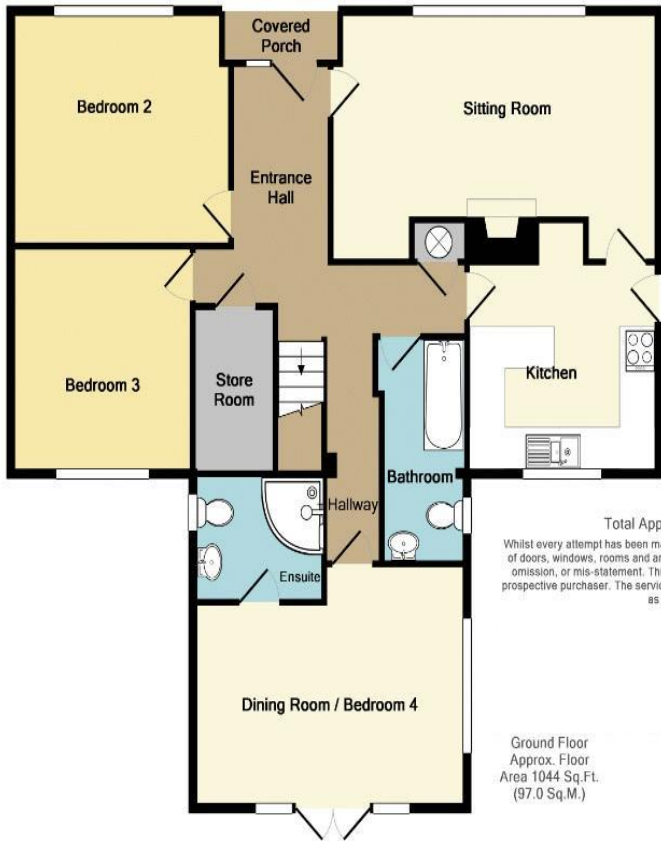 Covered
Porch
Bedroom 2
Sitting Room
Entrance
Hall
Bedroom 3
Store
Room
Kitchen
Bathroom
Hallway
Ensuite
Total App
Whilst every attempt has been ma
of doors, windows, rooms and ar
omission, or mis-statement. Thi
prospective purchaser. The servic
as
Dining Room / Bedroom 4
Ground Floor
Approx. Floor
Area 1044 Sq.Ft.
(97.0 Sq.M.)